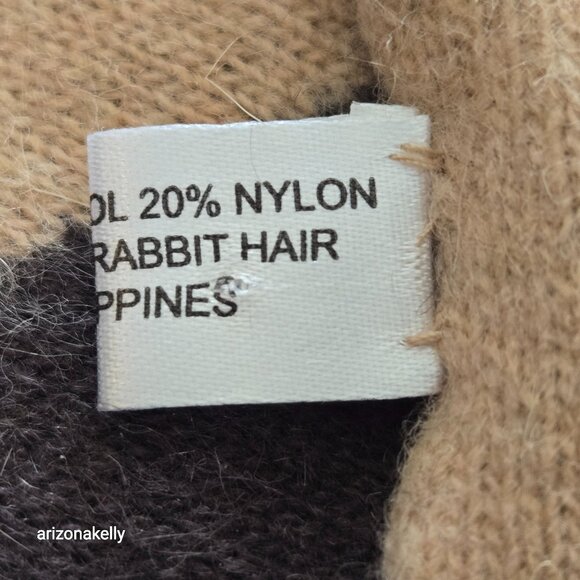 OL 20% NYLON
RABBIT HAIR
PPINES
arizonakelly